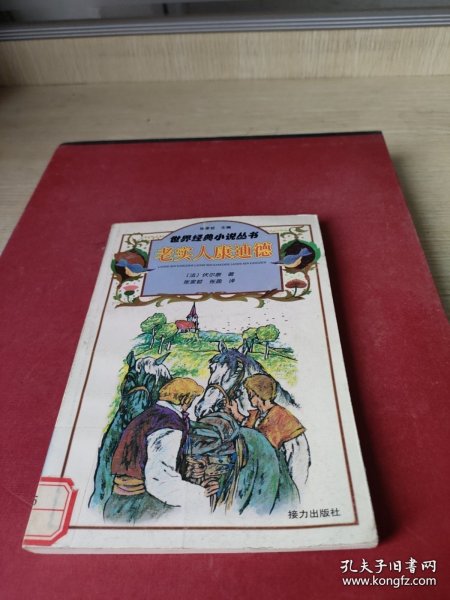 世界经典小说丛书
老实人康迪德
〔法〕伏尔泰 著
接力出版社
5
孔夫子旧书网
www.kongfz.com